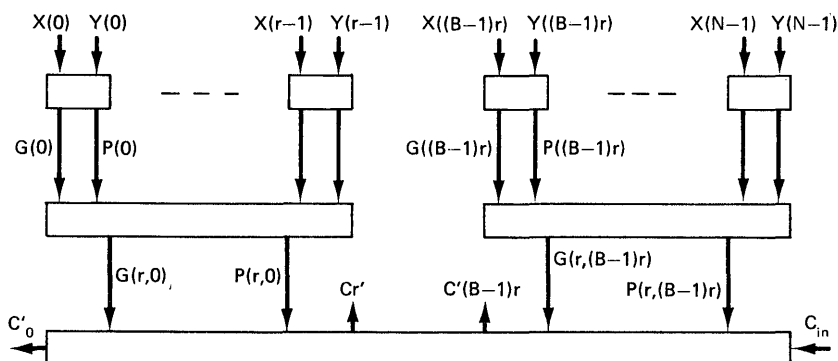 X(0) Y(0) X(r−1) Y(r−1) X((B−1)r) Y((B−1)r) X(N−1) Y(N−1)
G(0) P(0) G((B−1)r) P((B−1)r)
G(r,0) P(r,0) Cr' C'(B−1)r G(r,(B−1)r) P(r,(B−1)r)
C'₀ Cᵢₙ